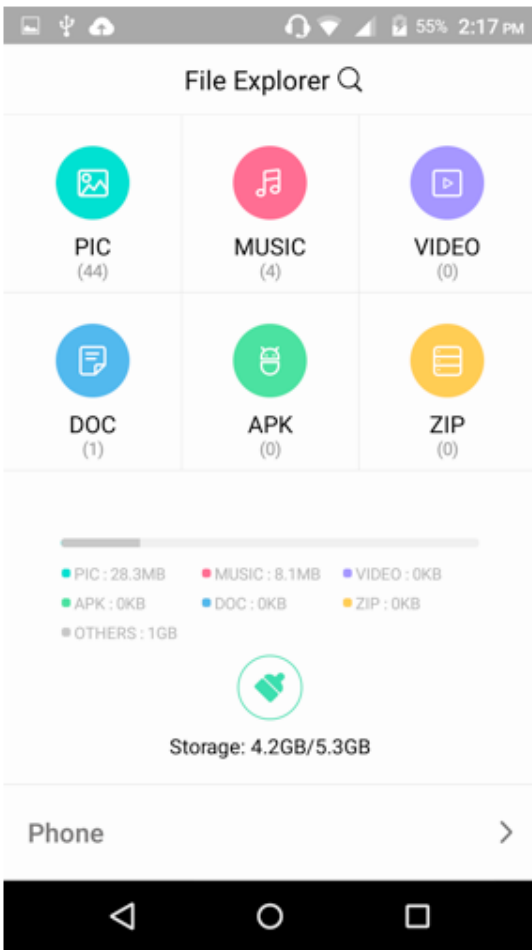 55% 2:17 PM
File Explorer
PIC MUSIC VIDEO
(44) (4) (0)
DOC APK ZIP
(1) (0) (0)
PIC : 28.3MB MUSIC : 8.1MB VIDEO : 0KB
APK : 0KB DOC : 0KB ZIP : 0KB
OTHERS : 1GB
Storage: 4.2GB/5.3GB
Phone